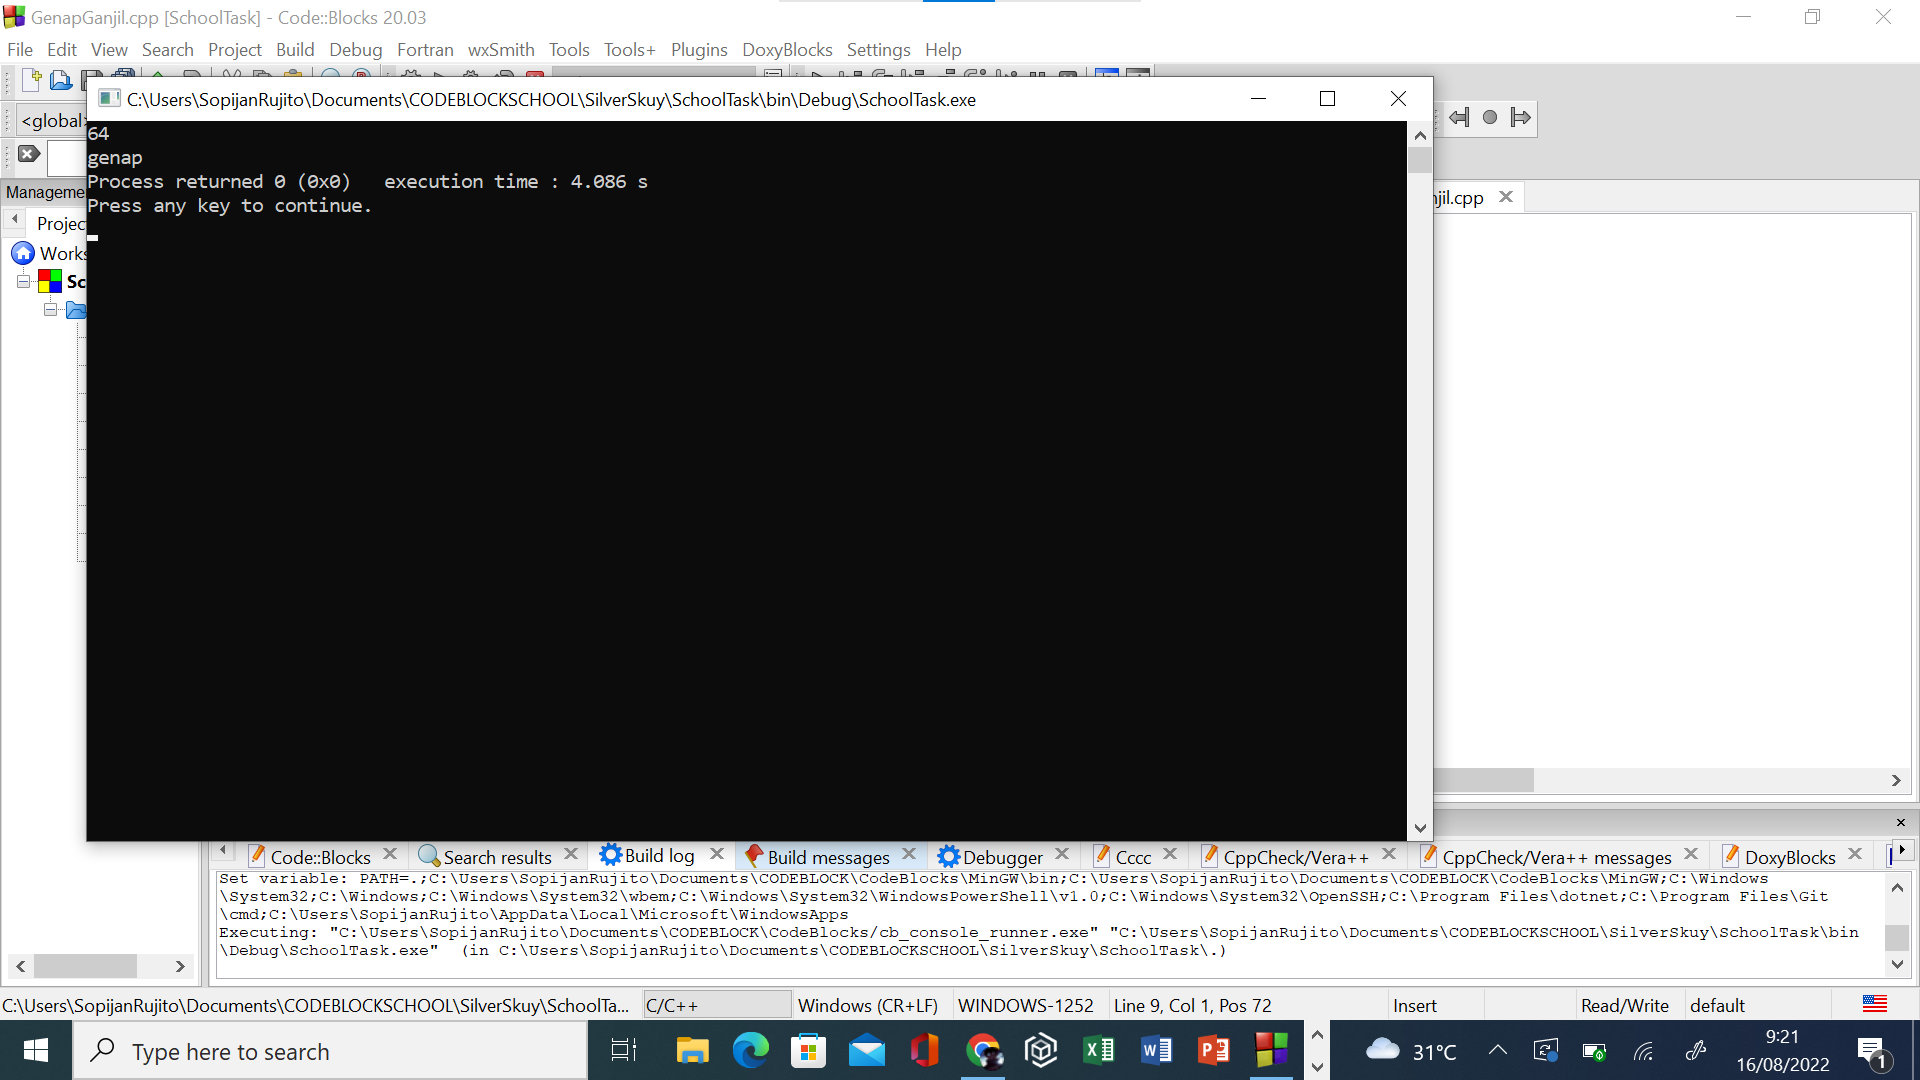 GenapGanjil.cpp [SchoolTask] - Code::Blocks 20.03
File Edit View Search Project Build Debug Fortran wxSmith Tools Tools+ Plugins DoxyBlocks Settings Help
C:\Users\SopijanRujito\Documents\CODEBLOCKSCHOOL\SilverSkuy\SchoolTask\bin\Debug\SchoolTask.exe
<global>
64
genap
Process returned 0 (0x0)   execution time : 4.086 s
Press any key to continue.
Manageme
njil.cpp
Projec
Works
Sc
Code::Blocks Search results Build log Build messages Debugger Cccc CppCheck/Vera++ CppCheck/Vera++ messages DoxyBlocks
Set variable: PATH=.;C:\Users\SopijanRujito\Documents\CODEBLOCK\CodeBlocks\MinGW\bin;C:\Users\SopijanRujito\Documents\CODEBLOCK\CodeBlocks\MinGW;C:\Windows
\System32;C:\Windows;C:\Windows\System32\wbem;C:\Windows\System32\WindowsPowerShell\v1.0;C:\Windows\System32\OpenSSH;C:\Program Files\dotnet;C:\Program Files\Git
\cmd;C:\Users\SopijanRujito\AppData\Local\Microsoft\WindowsApps
Executing: "C:\Users\SopijanRujito\Documents\CODEBLOCK\CodeBlocks/cb_console_runner.exe" "C:\Users\SopijanRujito\Documents\CODEBLOCKSCHOOL\SilverSkuy\SchoolTask\bin
\Debug\SchoolTask.exe"  (in C:\Users\SopijanRujito\Documents\CODEBLOCKSCHOOL\SilverSkuy\SchoolTask\.)
C:\Users\SopijanRujito\Documents\CODEBLOCKSCHOOL\SilverSkuy\SchoolTa... C/C++ Windows (CR+LF) WINDOWS-1252 Line 9, Col 1, Pos 72 Insert Read/Write default
Type here to search
31°C
9:21
16/08/2022
1